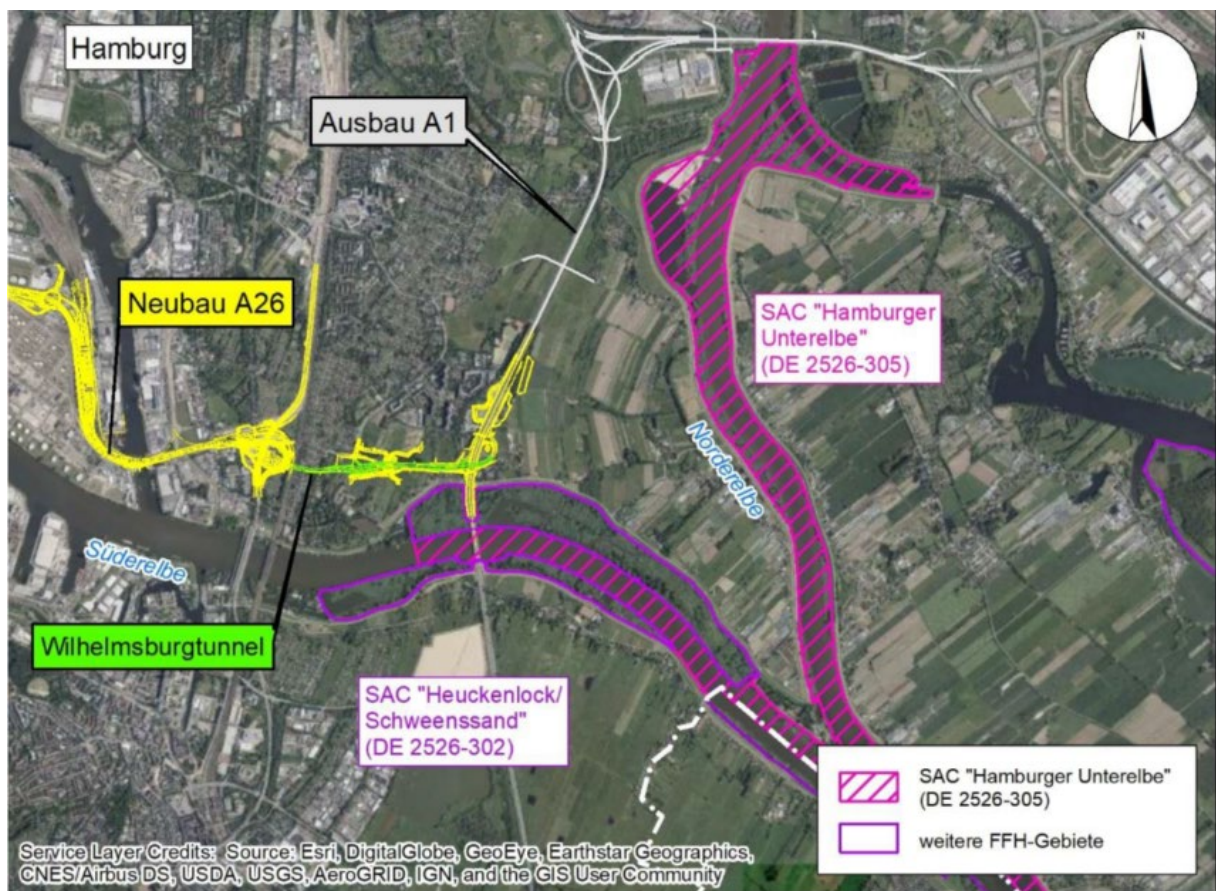 Hamburg
N
Ausbau A1
Neubau A26
SAC "Hamburger
Unterelbe"
(DE 2526-305)
Norderelbe
Süderelbe
Wilhelmsburgtunnel
SAC "Heuckenlock/
Schweenssand"
(DE 2526-302)
SAC "Hamburger Unterelbe"
(DE 2526-305)
weitere FFH-Gebiete
Service Layer Credits: Source: Esri, DigitalGlobe, GeoEye, Earthstar Geographics,
CNES/Airbus DS, USDA, USGS, AeroGRID, IGN, and the GIS User Community